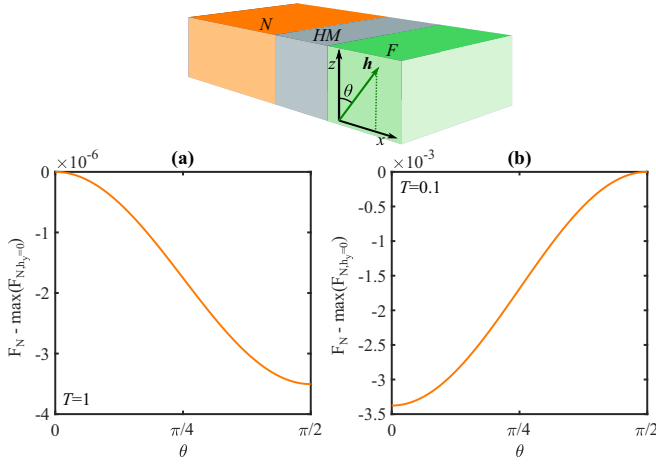 N
HM
F
z
h
θ
x
(a)
×10⁻⁶
0
-1
-2
-3
-4
F_N - max(F_{N,h_y=0})
T=1
0
π/4
π/2
θ
(b)
×10⁻³
0
-0.5
-1
-1.5
-2
-2.5
-3
-3.5
F_N - max(F_{N,h_y=0})
T=0.1
0
π/4
π/2
θ